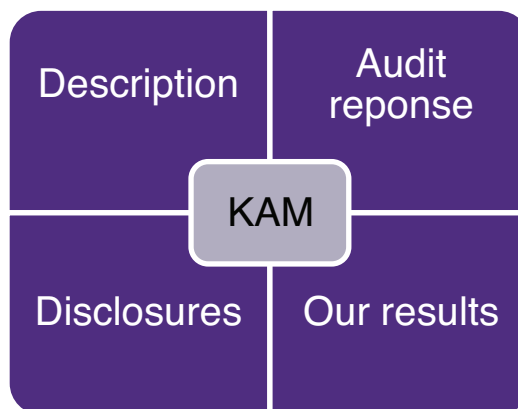 Description
Audit
reponse
KAM
Disclosures
Our results